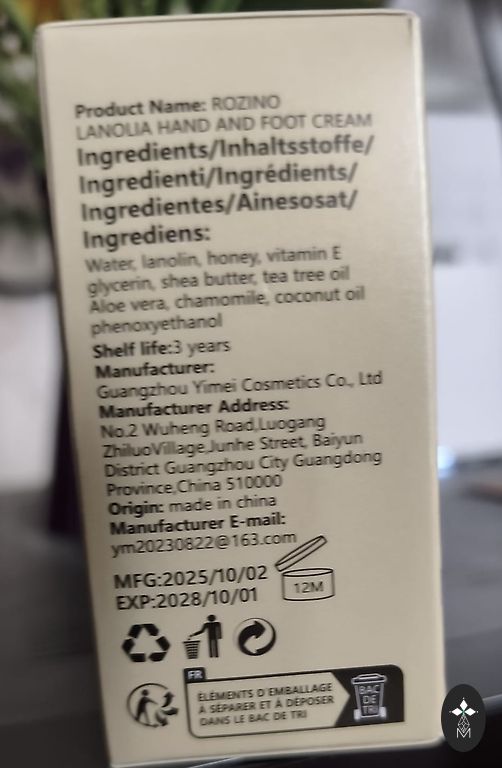 Product Name: ROZINO
LANOLIA HAND AND FOOT CREAM
Ingredients/Inhaltsstoffe/
Ingredienti/Ingrédients/
Ingredientes/Ainesosat/
Ingrediens:
Water, lanolin, honey, vitamin E
glycerin, shea butter, tea tree oil
Aloe vera, chamomile, coconut oil
phenoxyethanol
Shelf life:3 years
Manufacturer:
Guangzhou Yimei Cosmetics Co., Ltd
Manufacturer Address:
No.2 Wuheng Road,Luogang
ZhiluoVillage,Junhe Street, Baiyun
District Guangzhou City Guangdong
Province,China 510000
Origin: made in china
Manufacturer E-mail:
ym20230822@163.com
MFG:2025/10/02
EXP:2028/10/01
12M
FR
ÉLÉMENTS D'EMBALLAGE
À SÉPARER ET À DÉPOSER
DANS LE BAC DE TRI
BAC
DE
TRI
M